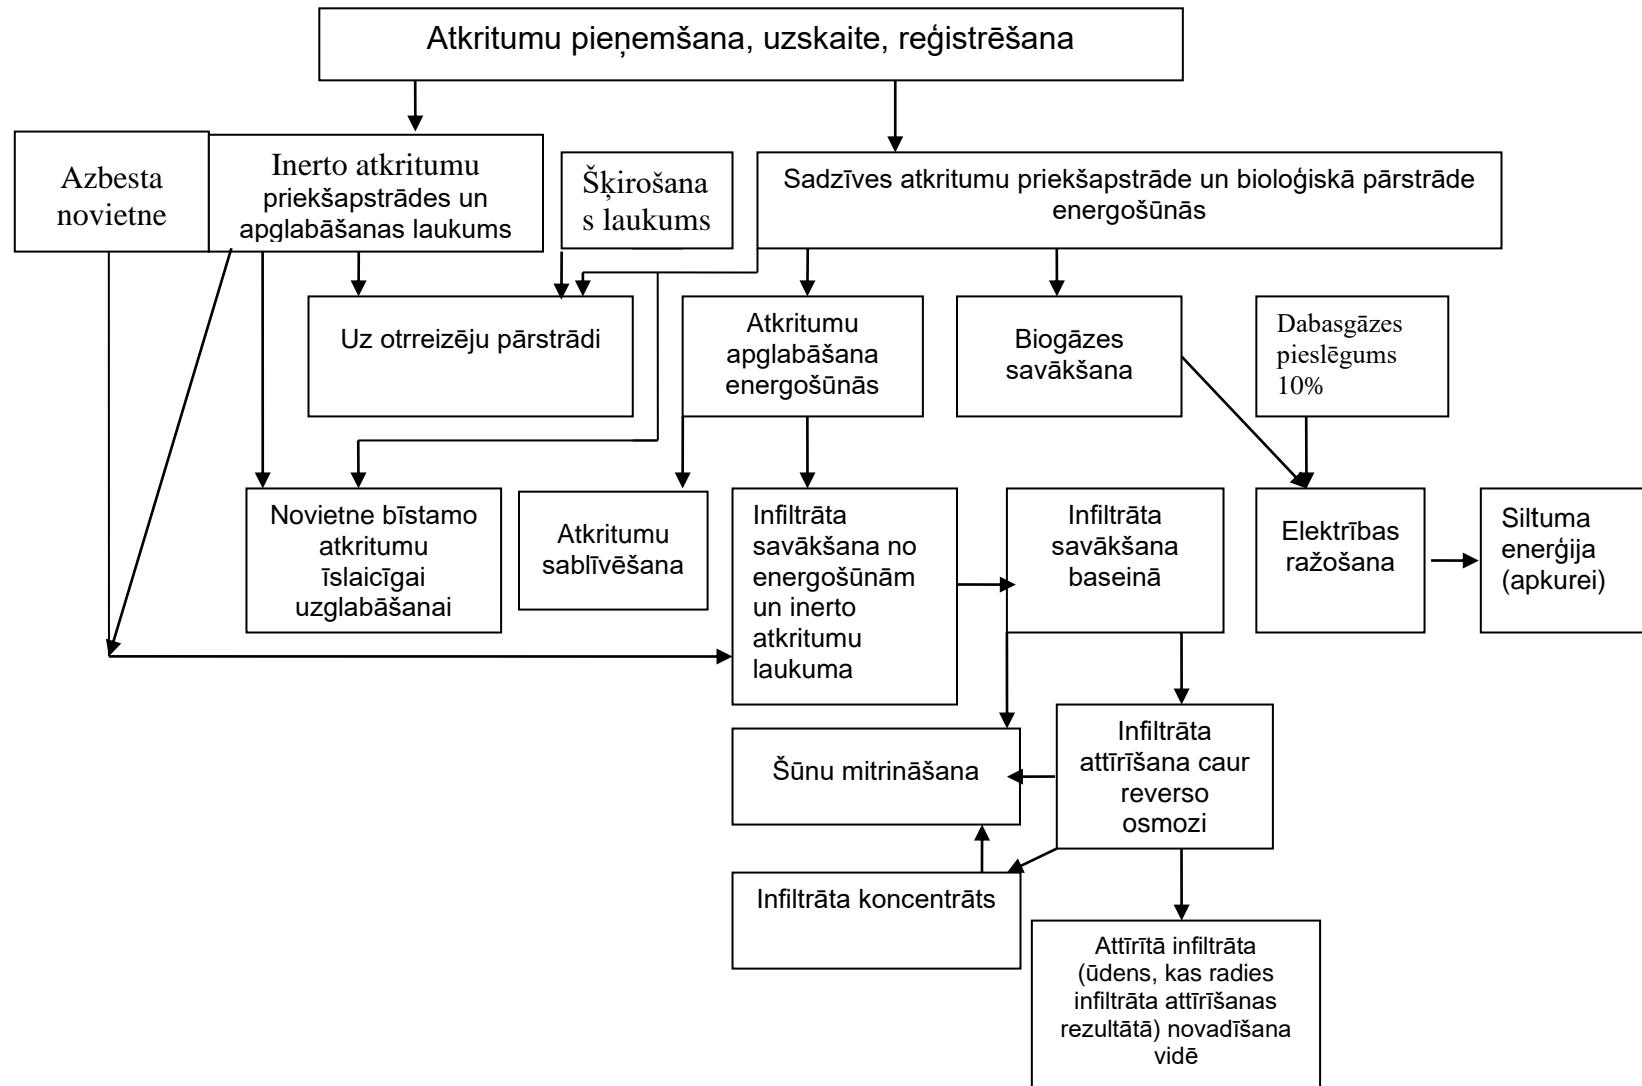 Atkritumu pieņemšana, uzskaite, reģistrēšana
Azbesta
novietne
Inerto atkritumu
priekšapstrādes un
apglabāšanas laukums
Šķirošana
s laukums
Sadzīves atkritumu priekšapstrāde un bioloģiskā pārstrāde
energošūnās
Uz otrreizēju pārstrādi
Atkritumu
apglabāšana
energošūnās
Biogāzes
savākšana
Dabasgāzes
pieslēgums
10%
Novietne bīstamo
atkritumu
īslaicīgai
uzglabāšanai
Atkritumu
sablīvēšana
Infiltrāta
savākšana no
energošūnām
un inerto
atkritumu
laukuma
Infiltrāta
savākšana
baseinā
Elektrības
ražošana
Siltuma
enerģija
(apkurei)
Šūnu mitrināšana
Infiltrāta
attīrīšana caur
reverso
osmozi
Infiltrāta koncentrāts
Attīrītā infiltrāta
(ūdens, kas radies
infiltrāta attīrīšanas
rezultātā) novadīšana
vidē